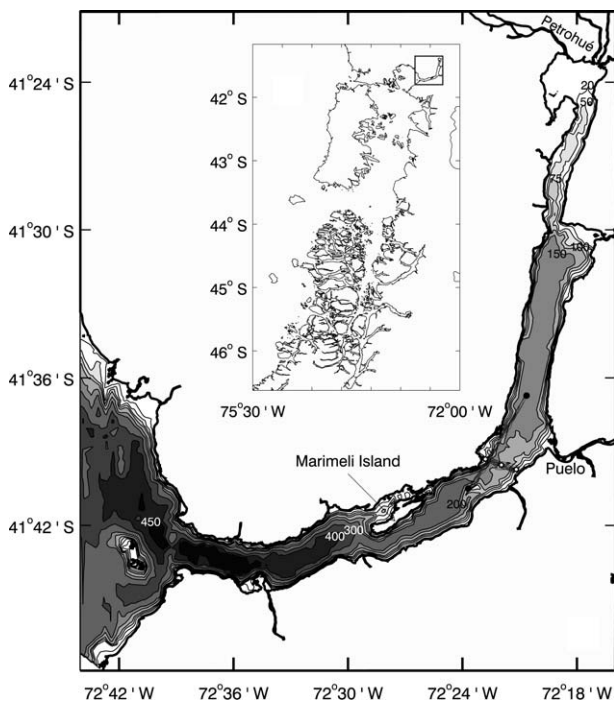 Petrohué
41°24' S
20
50
75
42° S
43° S
44° S
45° S
46° S
75°30' W
72°00' W
41°30' S
100
150
41°36' S
Marimeli Island
Puelo
200
41°42' S
450
400
300
72°42' W
72°36' W
72°30' W
72°24' W
72°18' W